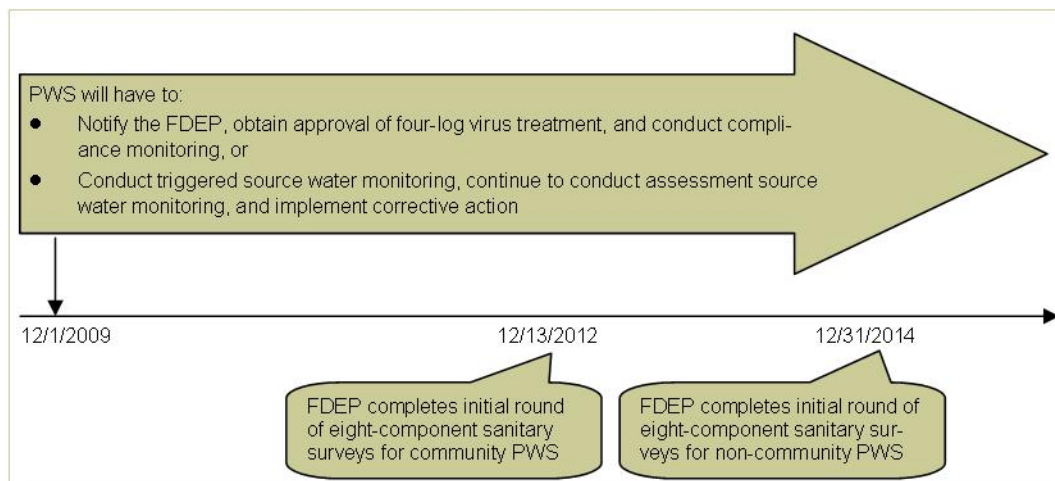 PWS will have to:
● Notify the FDEP, obtain approval of four-log virus treatment, and conduct compli-
ance monitoring, or
● Conduct triggered source water monitoring, continue to conduct assessment source
water monitoring, and implement corrective action
12/1/2009 12/13/2012 12/31/2014
FDEP completes initial round
of eight-component sanitary
surveys for community PWS
FDEP completes initial round of
eight-component sanitary sur-
veys for non-community PWS